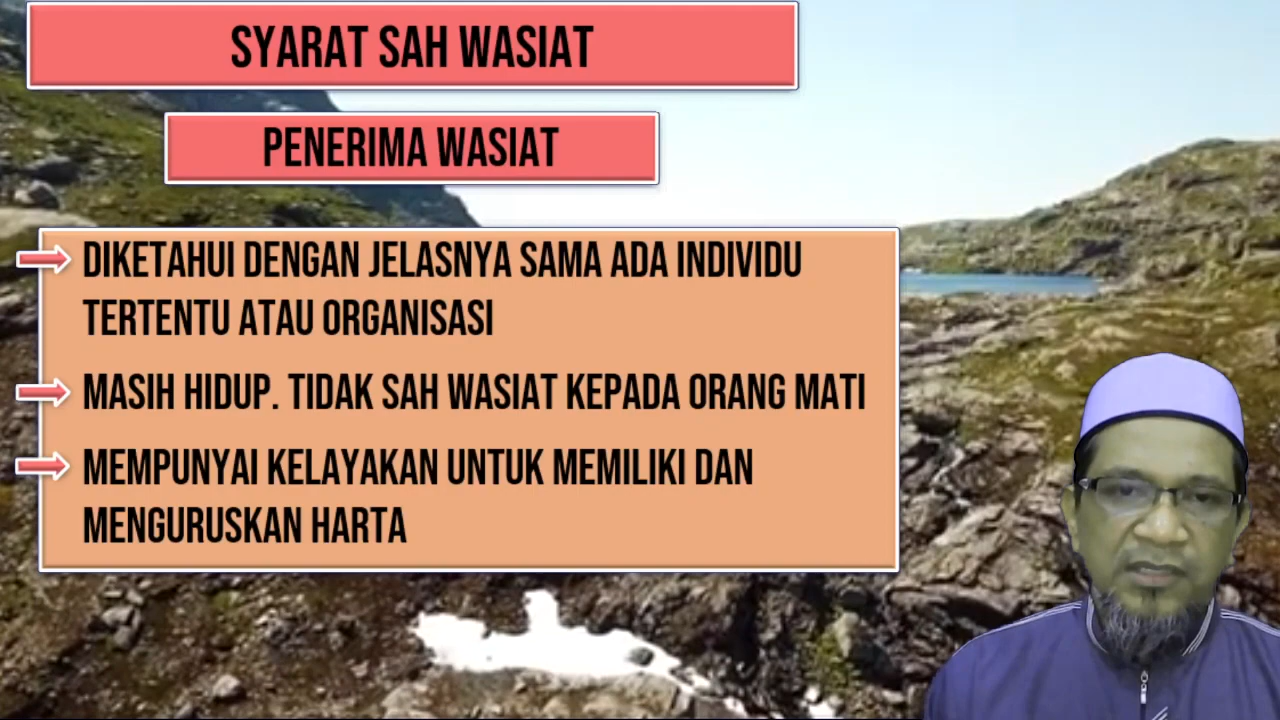 SYARAT SAH WASIAT
PENERIMA WASIAT
DIKETAHUI DENGAN JELASNYA SAMA ADA INDIVIDU
TERTENTU ATAU ORGANISASI
MASIH HIDUP. TIDAK SAH WASIAT KEPADA ORANG MATI
MEMPUNYAI KELAYAKAN UNTUK MEMILIKI DAN
MENGURUSKAN HARTA